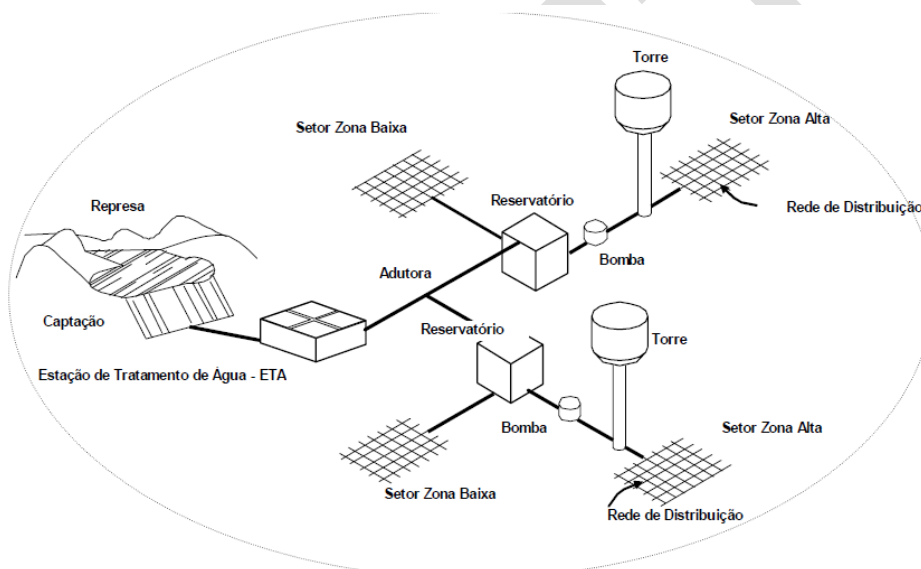 Torre
Setor Zona Baixa
Setor Zona Alta
Represa
Reservatório
Rede de Distribuição
Bomba
Adutora
Captação
Reservatório
Torre
Estação de Tratamento de Água - ETA
Bomba
Setor Zona Alta
Setor Zona Baixa
Rede de Distribuição